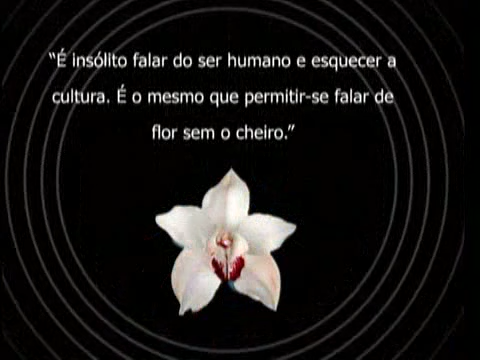 “É insólito falar do ser humano e esquecer a
cultura. É o mesmo que permitir-se falar de
flor sem o cheiro.”